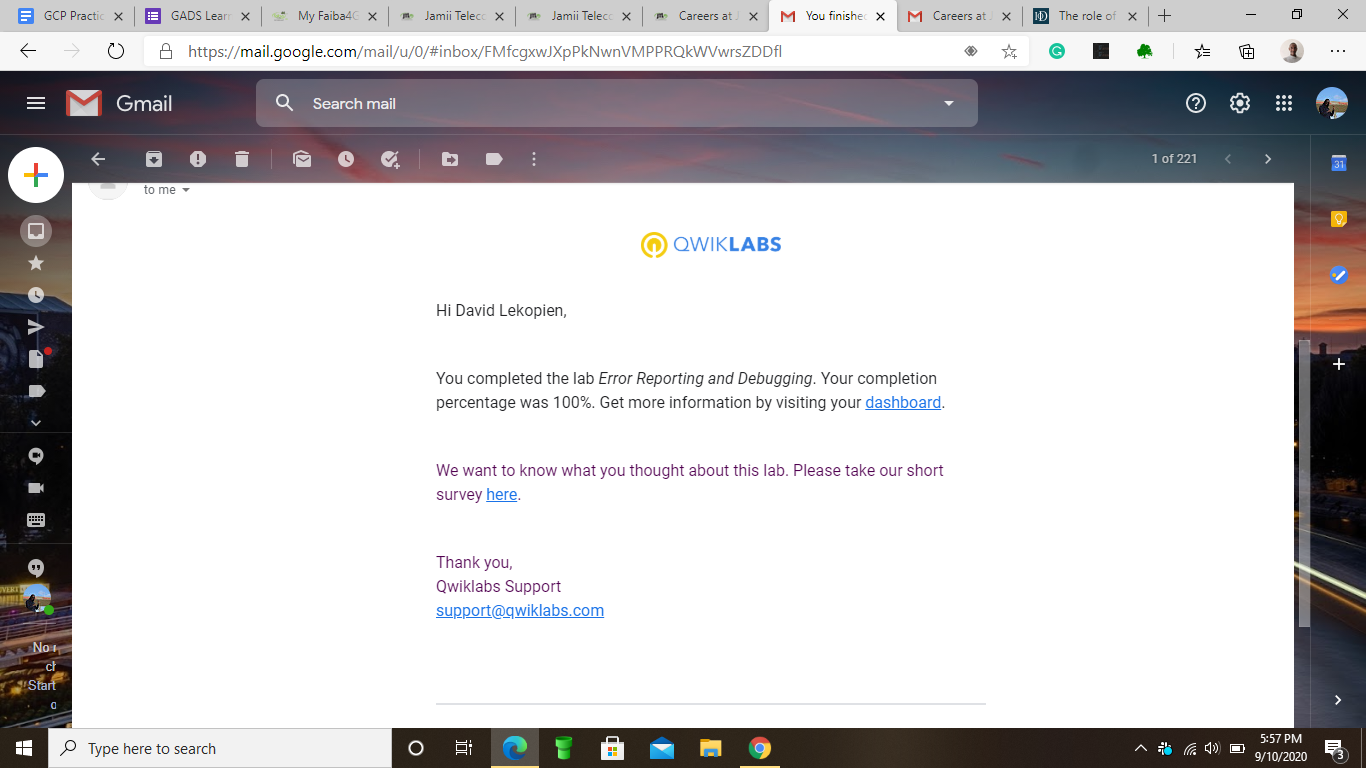 GCP Practic
GADS Learn
My Faiba4G
Jamii Teleco
Jamii Teleco
Careers at J
You finished
Careers at J
The role of
https://mail.google.com/mail/u/0/#inbox/FMfcgxwJXpPkNwnVMPPRQkWVwrsZDDfl
Gmail
Search mail
1 of 221
31
to me
QWIKLABS
Hi David Lekopien,
You completed the lab Error Reporting and Debugging. Your completion
percentage was 100%. Get more information by visiting your dashboard.
We want to know what you thought about this lab. Please take our short
survey here.
Thank you,
Qwiklabs Support
support@qwiklabs.com
No
Start
Type here to search
5:57 PM
9/10/2020
3